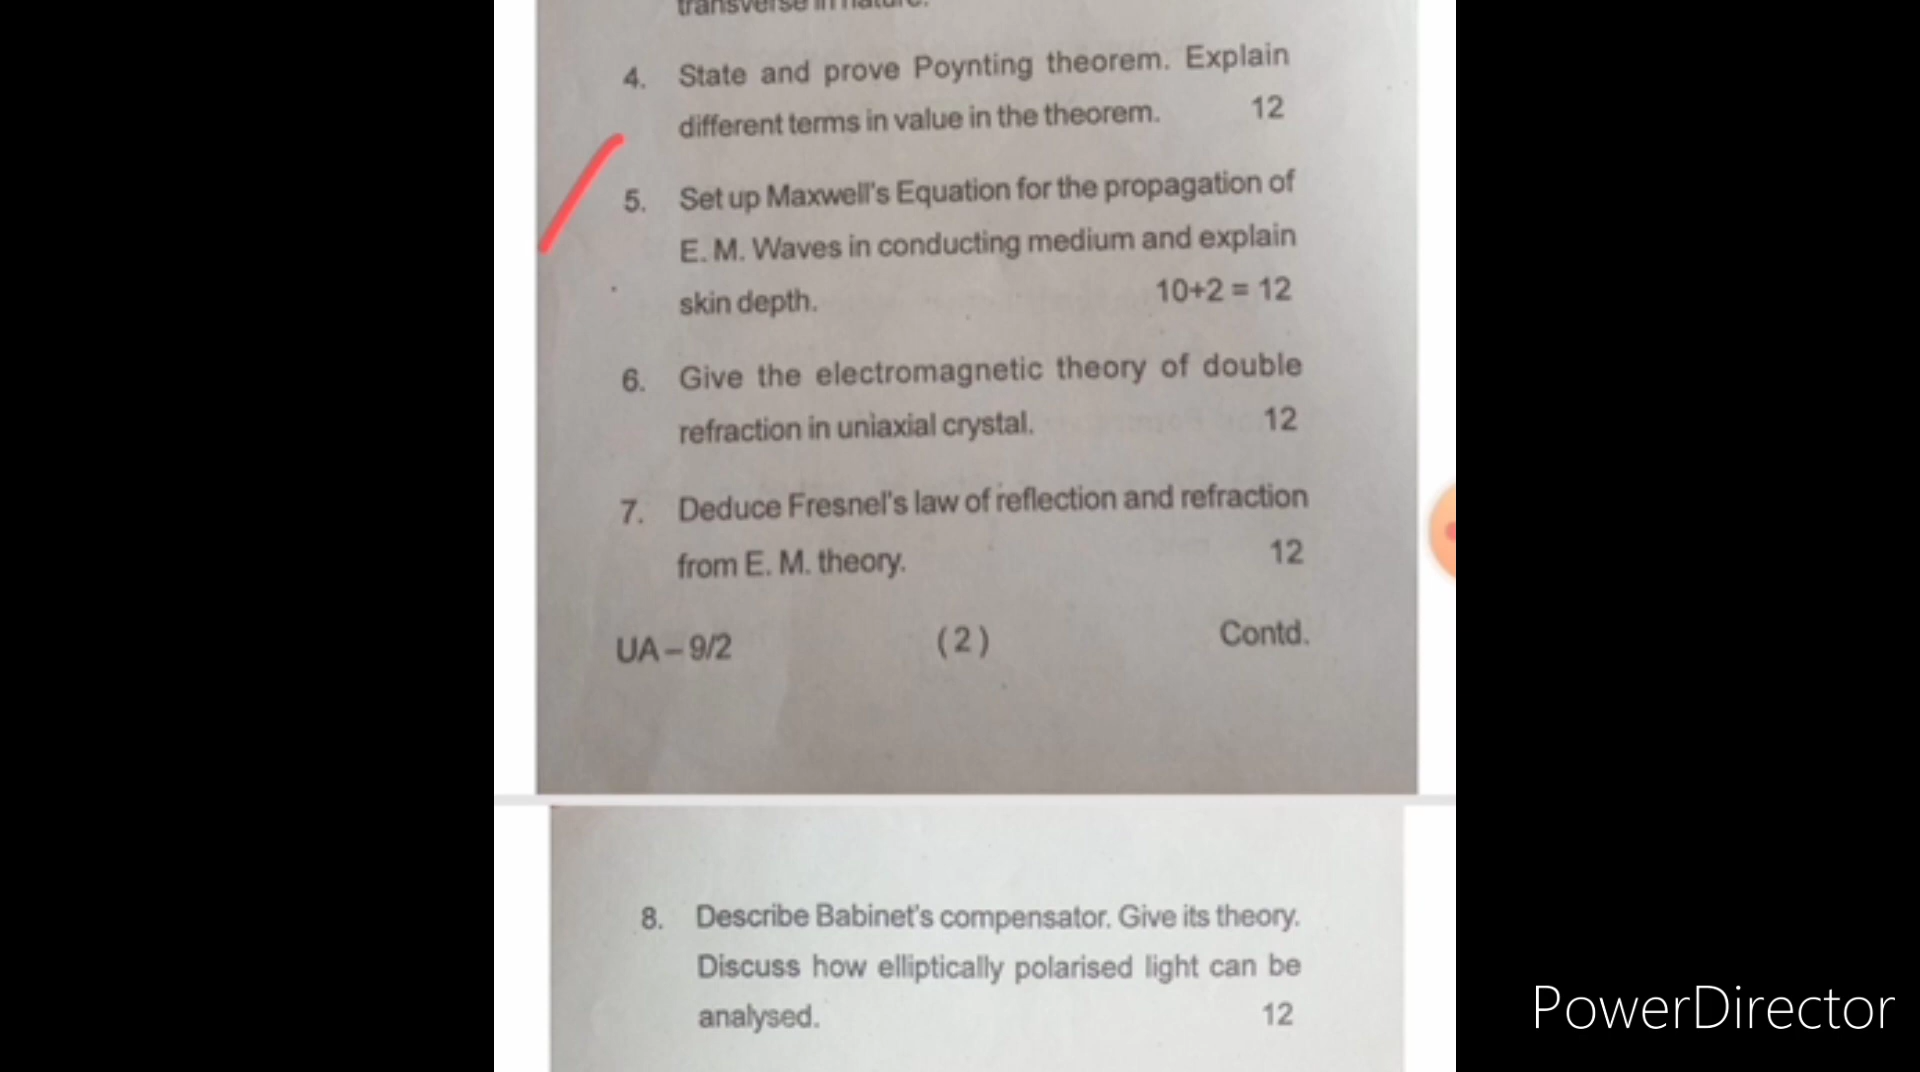 transverse in nature.
4. State and prove Poynting theorem. Explain
different terms in value in the theorem. 12
5. Set up Maxwell's Equation for the propagation of
E. M. Waves in conducting medium and explain
skin depth. 10+2 = 12
6. Give the electromagnetic theory of double
refraction in uniaxial crystal. 12
7. Deduce Fresnel's law of reflection and refraction
from E. M. theory. 12
UA – 9/2 (2) Contd.
8. Describe Babinet's compensator. Give its theory.
Discuss how elliptically polarised light can be
analysed. 12
PowerDirector